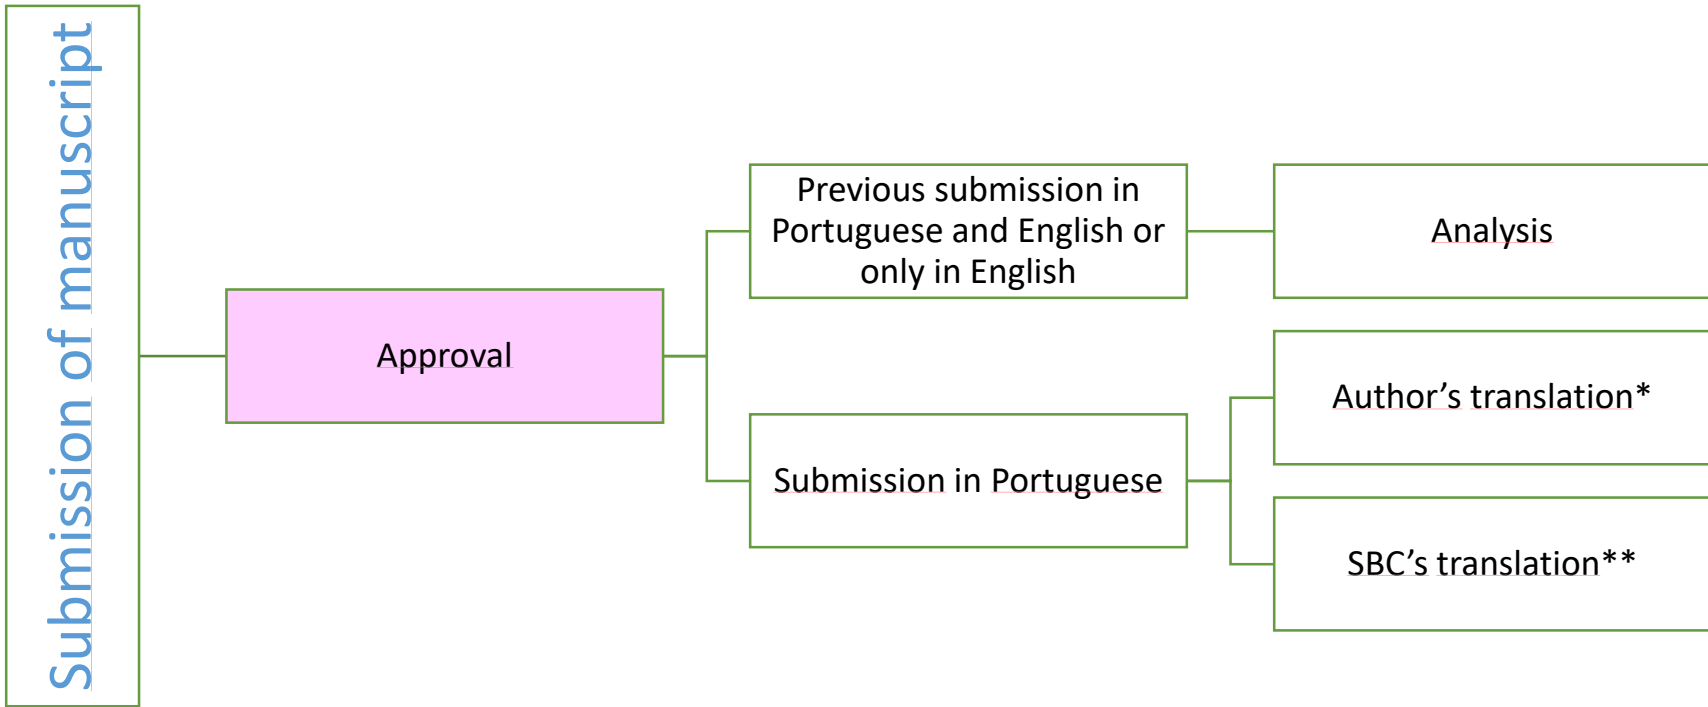 Submission of manuscript
Approval
Previous submission in
Portuguese and English or
only in English
Analysis
Submission in Portuguese
Author’s translation*
SBC’s translation**